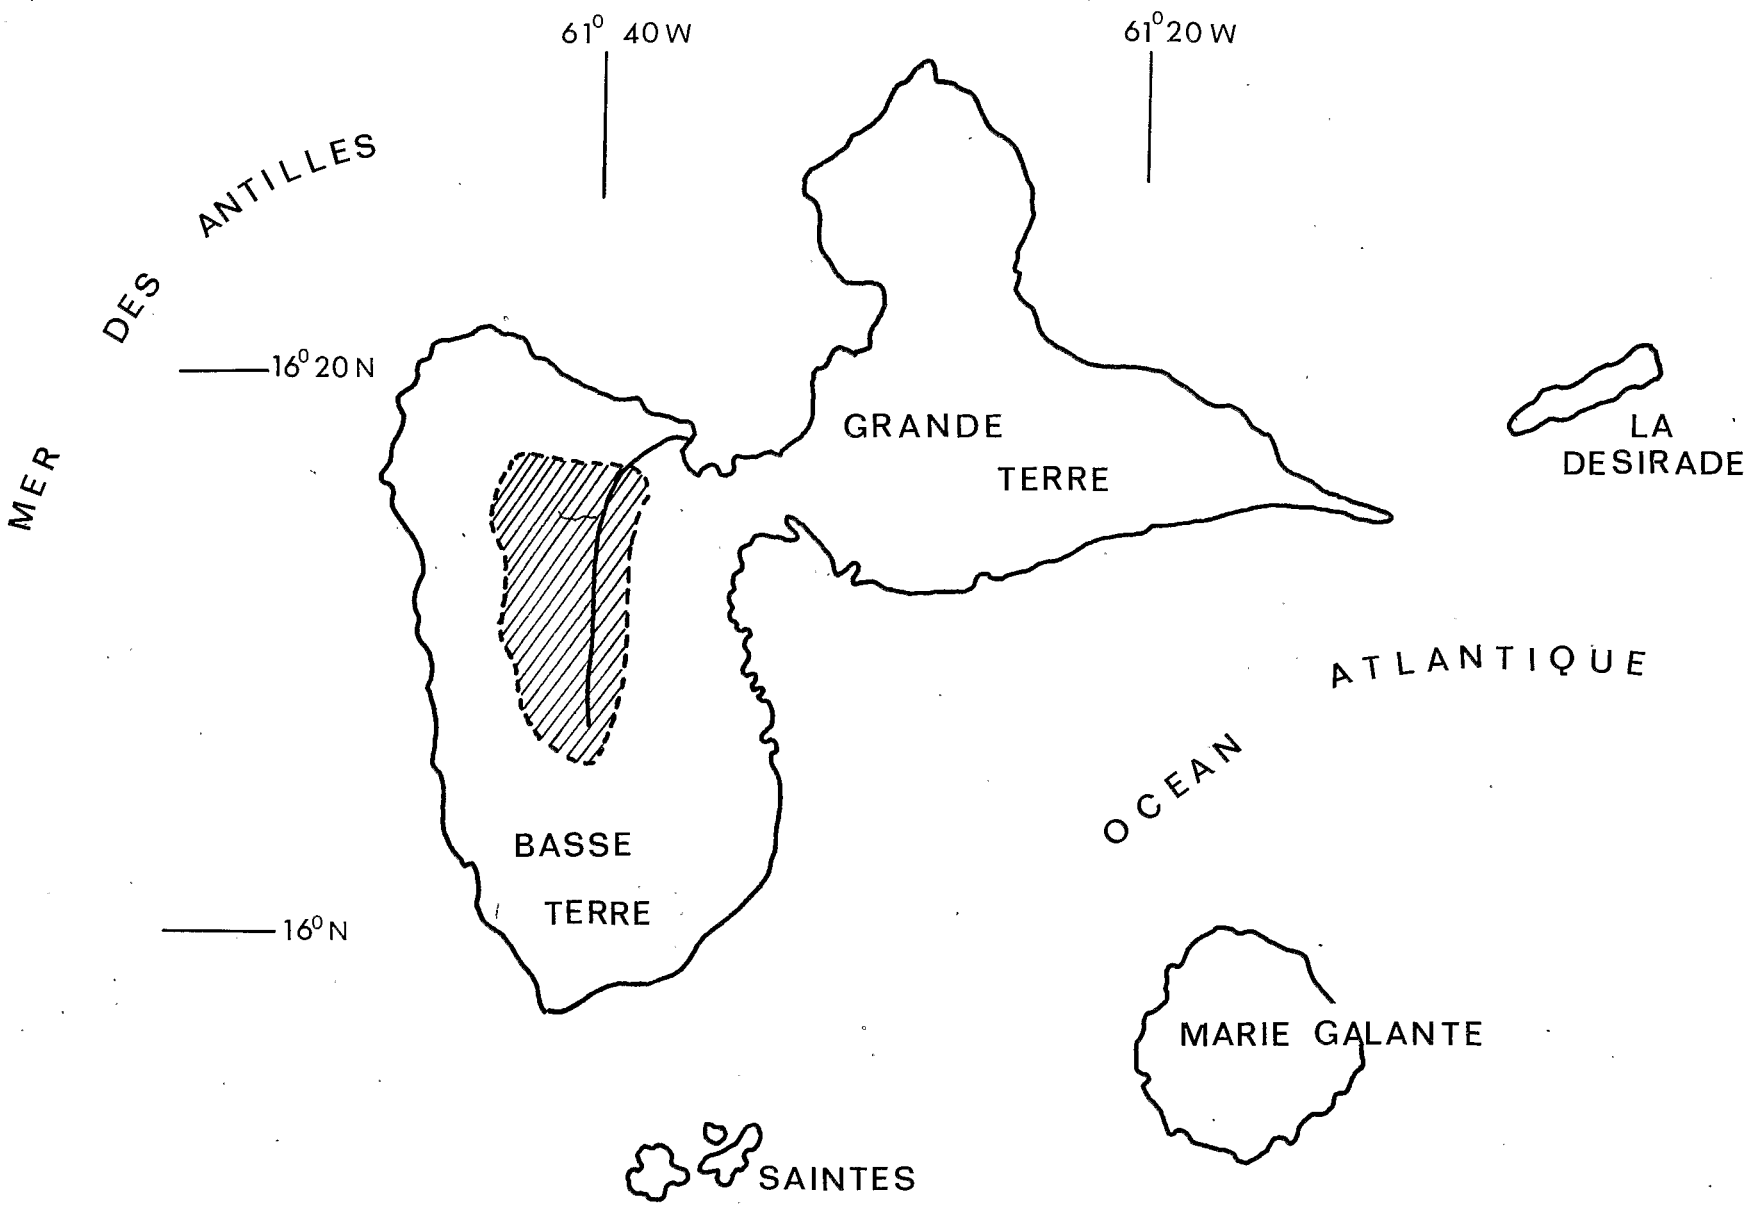 61° 40 W
61° 20 W
MER DES ANTILLES
16° 20 N
GRANDE
TERRE
LA
DESIRADE
OCEAN ATLANTIQUE
BASSE
TERRE
16° N
MARIE GALANTE
SAINTES